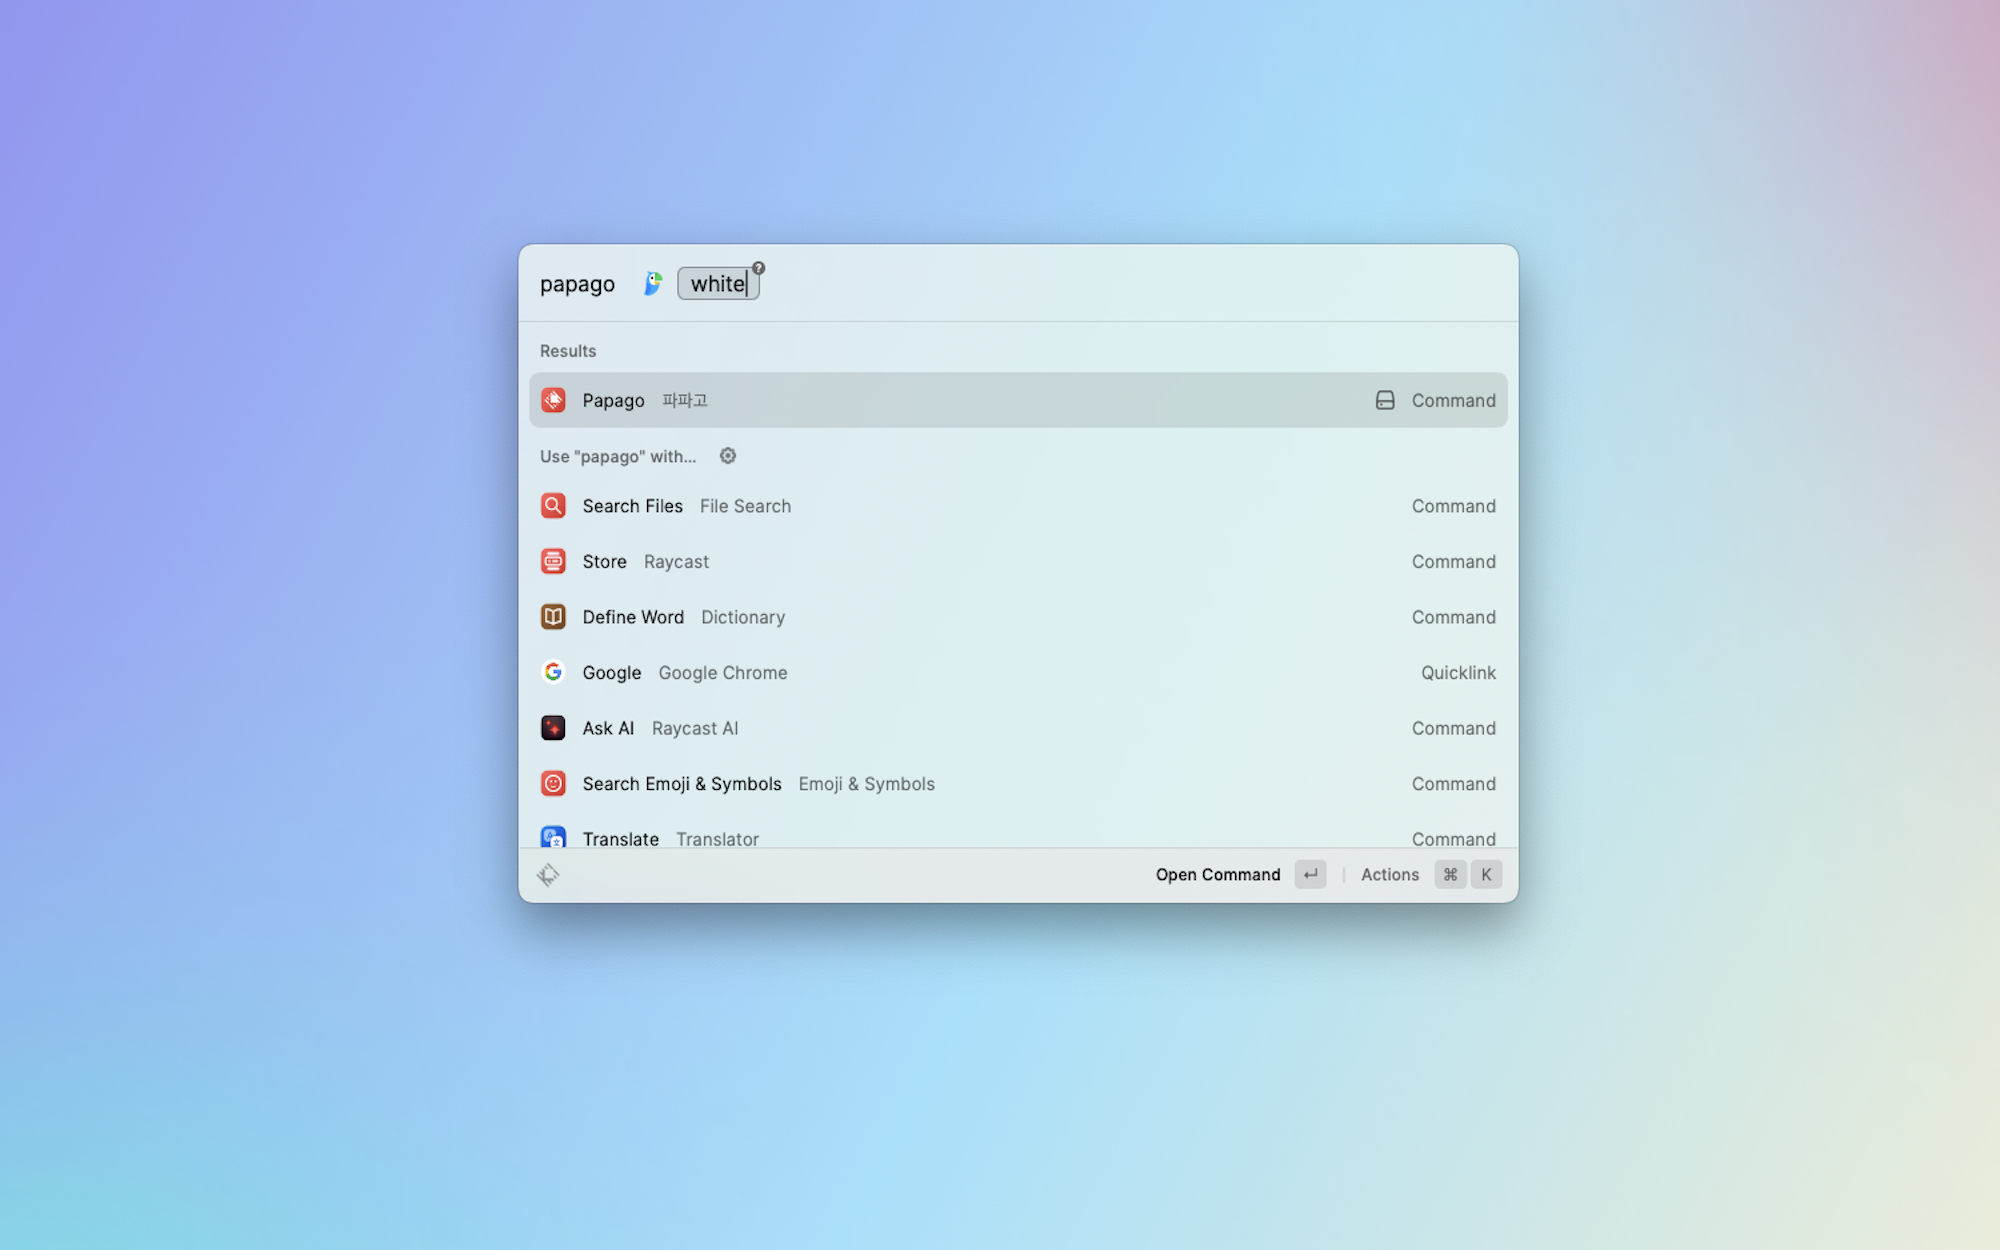 papago white ?
Results
Papago 파파고 Command
Use "papago" with...
Search Files File Search Command
Store Raycast Command
Define Word Dictionary Command
Google Google Chrome Quicklink
Ask AI Raycast AI Command
Search Emoji & Symbols Emoji & Symbols Command
Translate Translator Command
Open Command ↵ | Actions ⌘ K